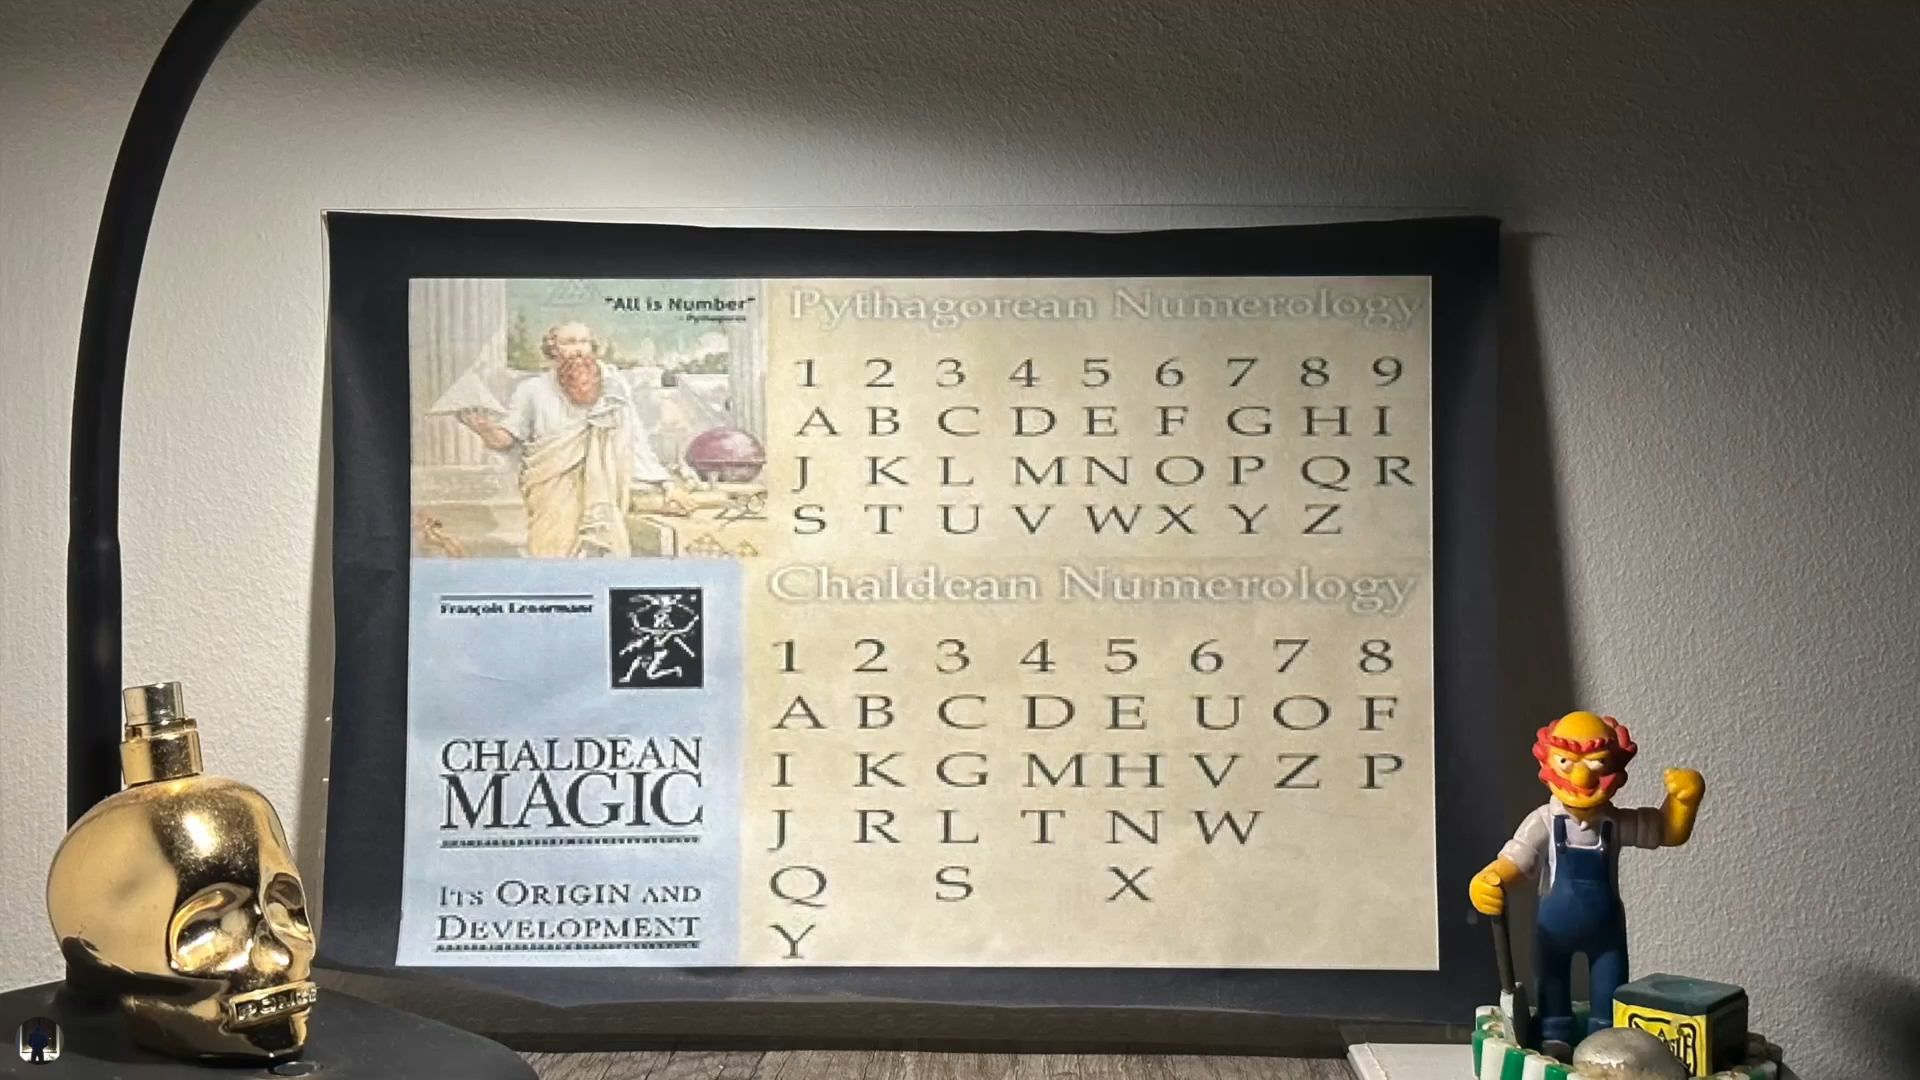 "All is Number"
- Pythagoras
Pythagorean Numerology
1 2 3 4 5 6 7 8 9
A B C D E F G H I
J K L M N O P Q R
S T U V W X Y Z
Chaldean Numerology
1 2 3 4 5 6 7 8
A B C D E U O F
I K G M H V Z P
J R L T N W
Q S X
Y
François Lenormant
CHALDEAN
MAGIC
ITS ORIGIN AND
DEVELOPMENT